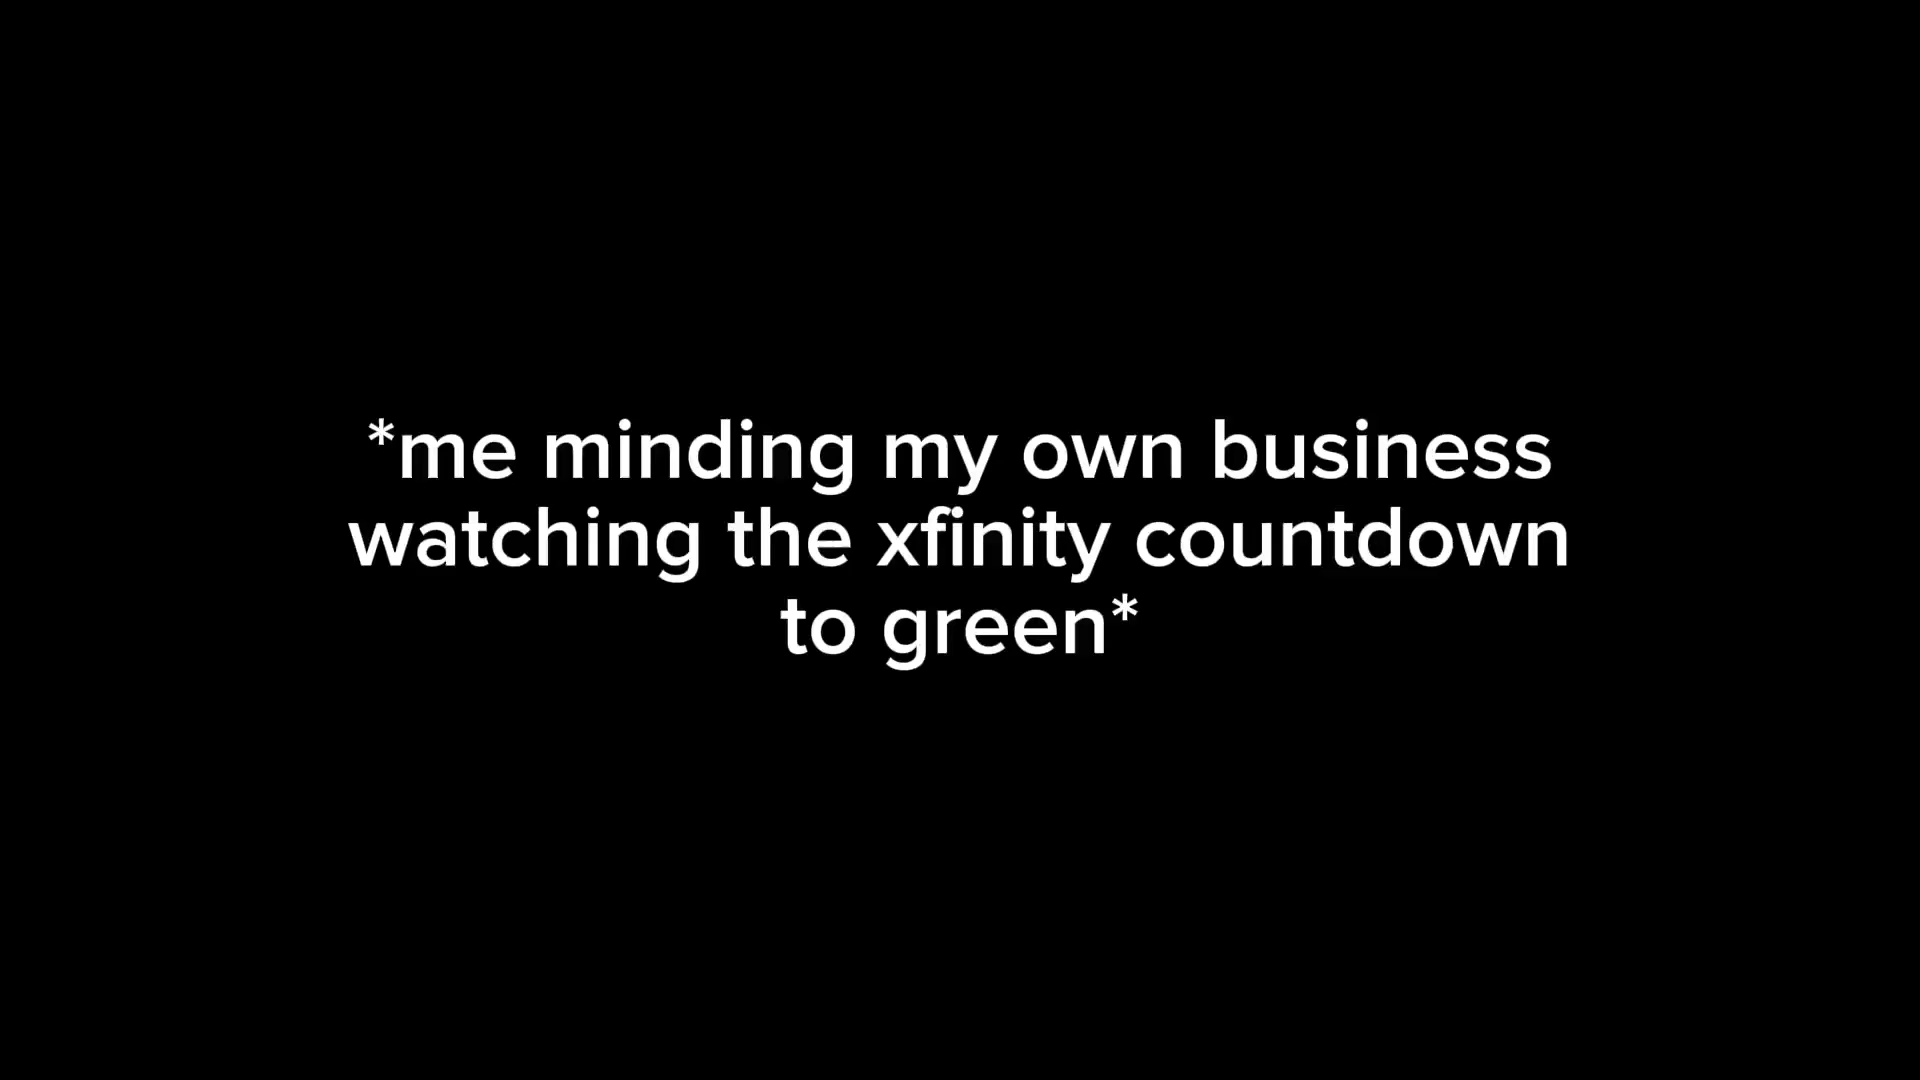 *me minding my own business
watching the xfinity countdown
to green*